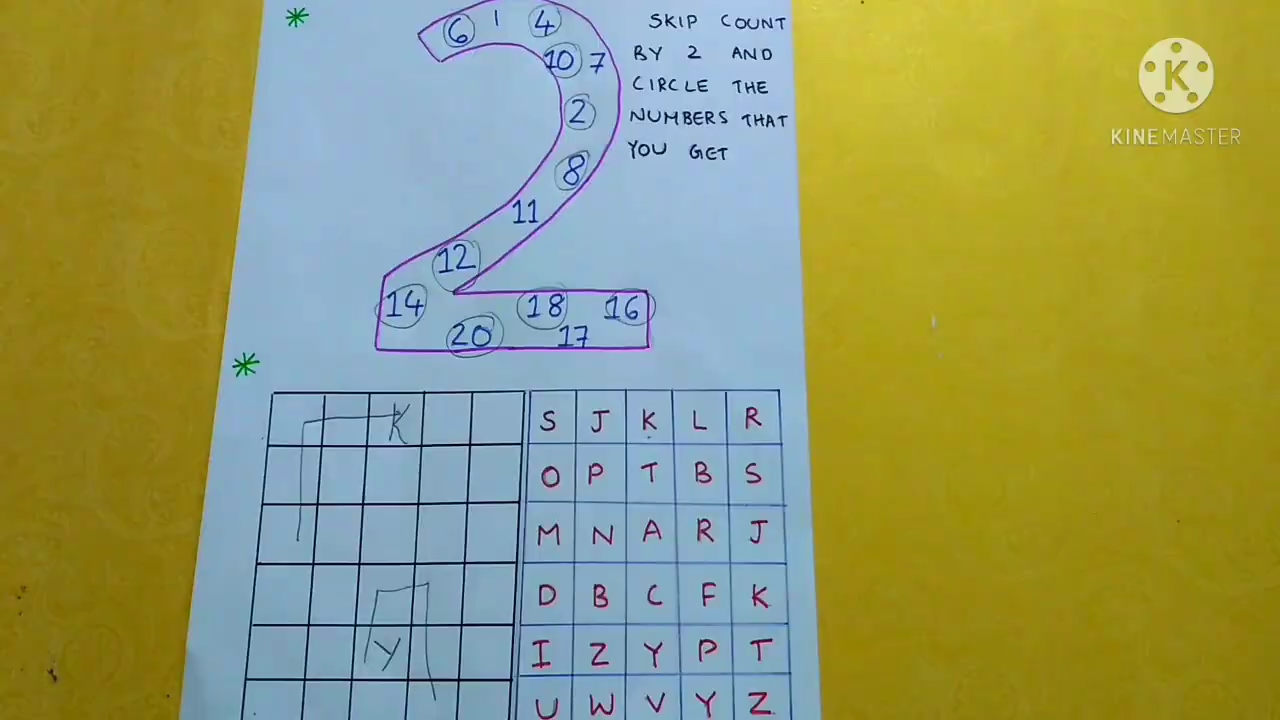 SKIP COUNT
BY 2 AND
CIRCLE THE
NUMBERS THAT
YOU GET
6 1 4
10 7
2
8
11
12
14 18 16
20 17
K
Y
S J K L R
O P T B S
M N A R J
D B C F K
I Z Y P T
U W V Y Z
K
KINEMASTER